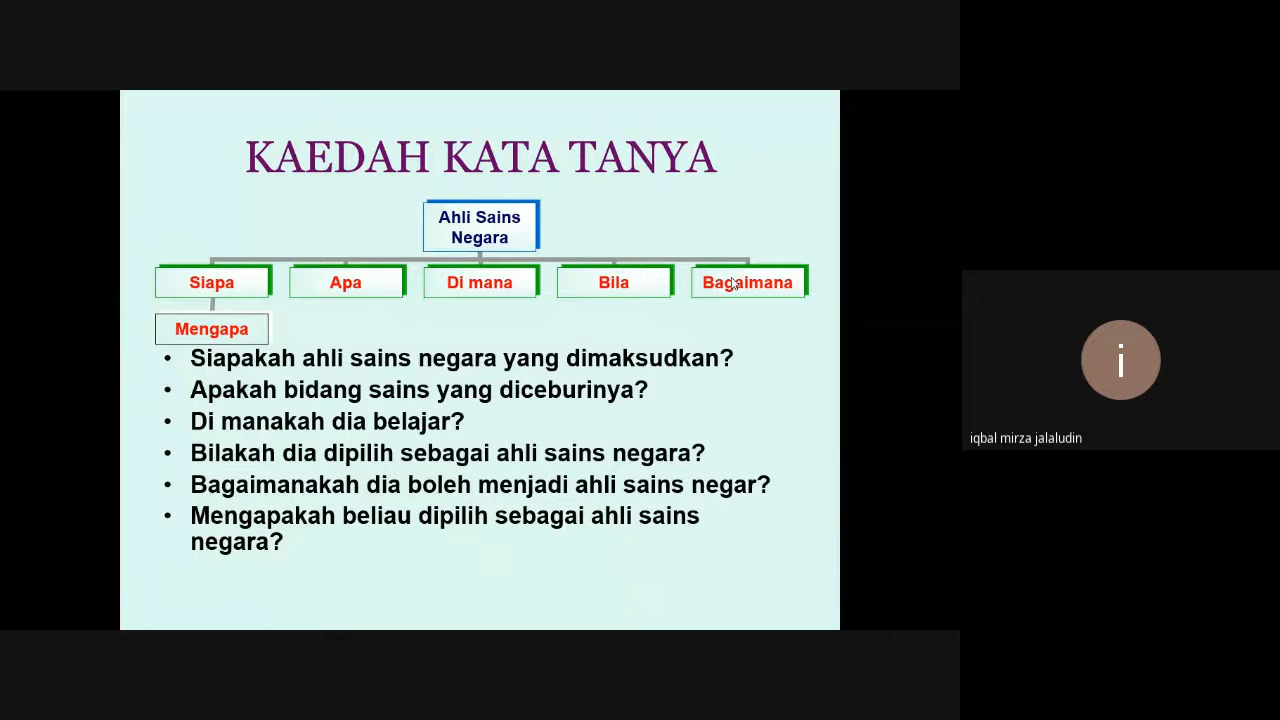 KAEDAH KATA TANYA
Ahli Sains
Negara
Siapa
Apa
Di mana
Bila
Bagaimana
Mengapa
• Siapakah ahli sains negara yang dimaksudkan?
• Apakah bidang sains yang diceburinya?
• Di manakah dia belajar?
• Bilakah dia dipilih sebagai ahli sains negara?
• Bagaimanakah dia boleh menjadi ahli sains negar?
• Mengapakah beliau dipilih sebagai ahli sains
negara?
i
iqbal mirza jalaludin